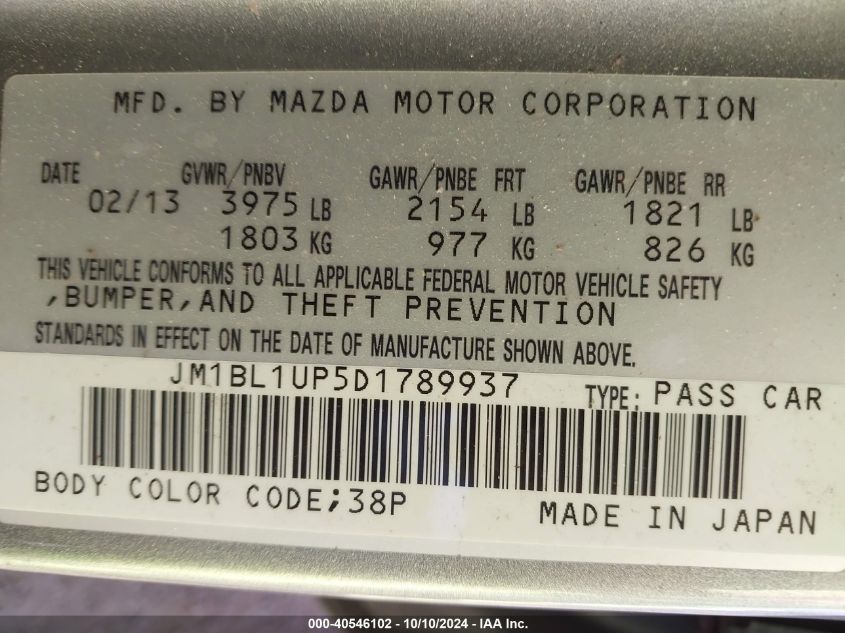 MFD. BY MAZDA MOTOR CORPORATION
DATE GVWR/PNBV GAWR/PNBE FRT GAWR/PNBE RR
02/13 3975 LB 2154 LB 1821 LB
1803 KG 977 KG 826 KG
THIS VEHICLE CONFORMS TO ALL APPLICABLE FEDERAL MOTOR VEHICLE SAFETY
,BUMPER,AND THEFT PREVENTION
STANDARDS IN EFFECT ON THE DATE OF MANUFACTURE SHOWN ABOVE.
JM1BL1UP5D1789937 TYPE: PASS CAR
BODY COLOR CODE;38P MADE IN JAPAN
000-40546102 - 10/10/2024 - IAA Inc.